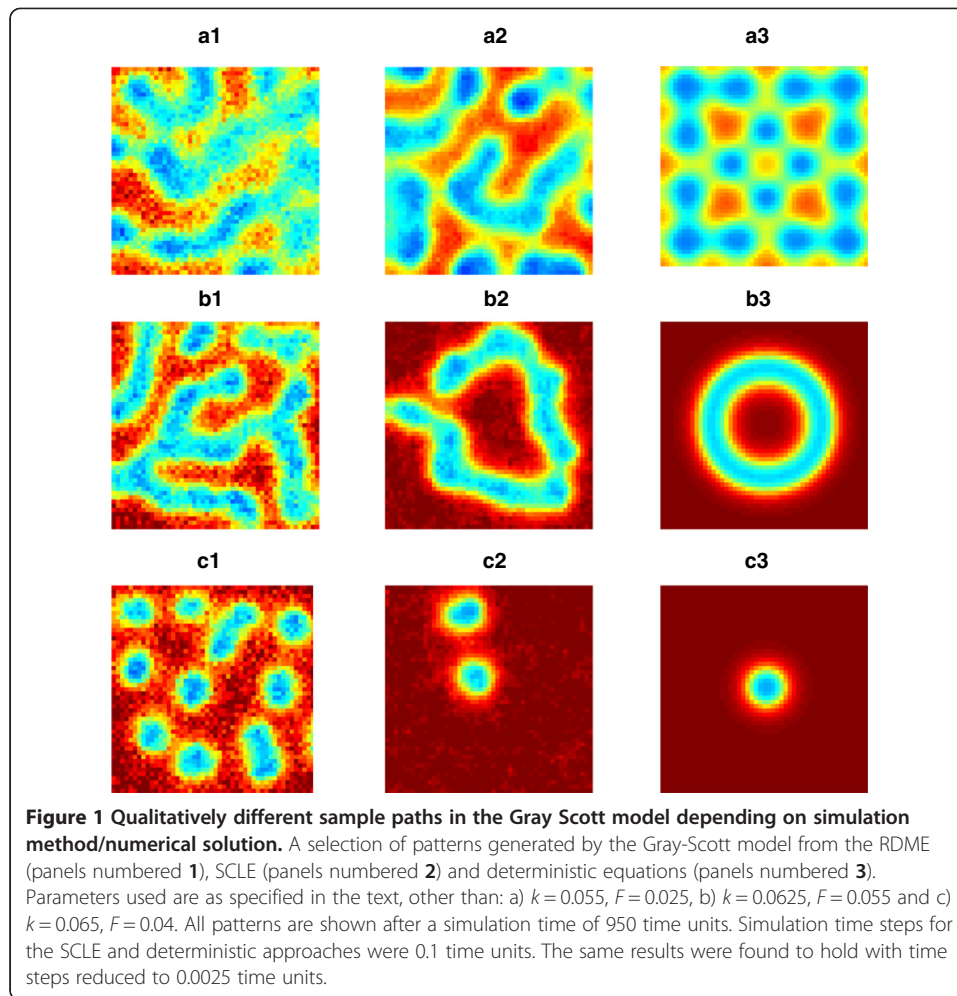 a1 a2 a3
b1 b2 b3
c1 c2 c3
Figure 1 Qualitatively different sample paths in the Gray Scott model depending on simulation
method/numerical solution. A selection of patterns generated by the Gray-Scott model from the RDME
(panels numbered 1), SCLE (panels numbered 2) and deterministic equations (panels numbered 3).
Parameters used are as specified in the text, other than: a) k = 0.055, F = 0.025, b) k = 0.0625, F = 0.055 and c)
k = 0.065, F = 0.04. All patterns are shown after a simulation time of 950 time units. Simulation time steps for
the SCLE and deterministic approaches were 0.1 time units. The same results were found to hold with time
steps reduced to 0.0025 time units.